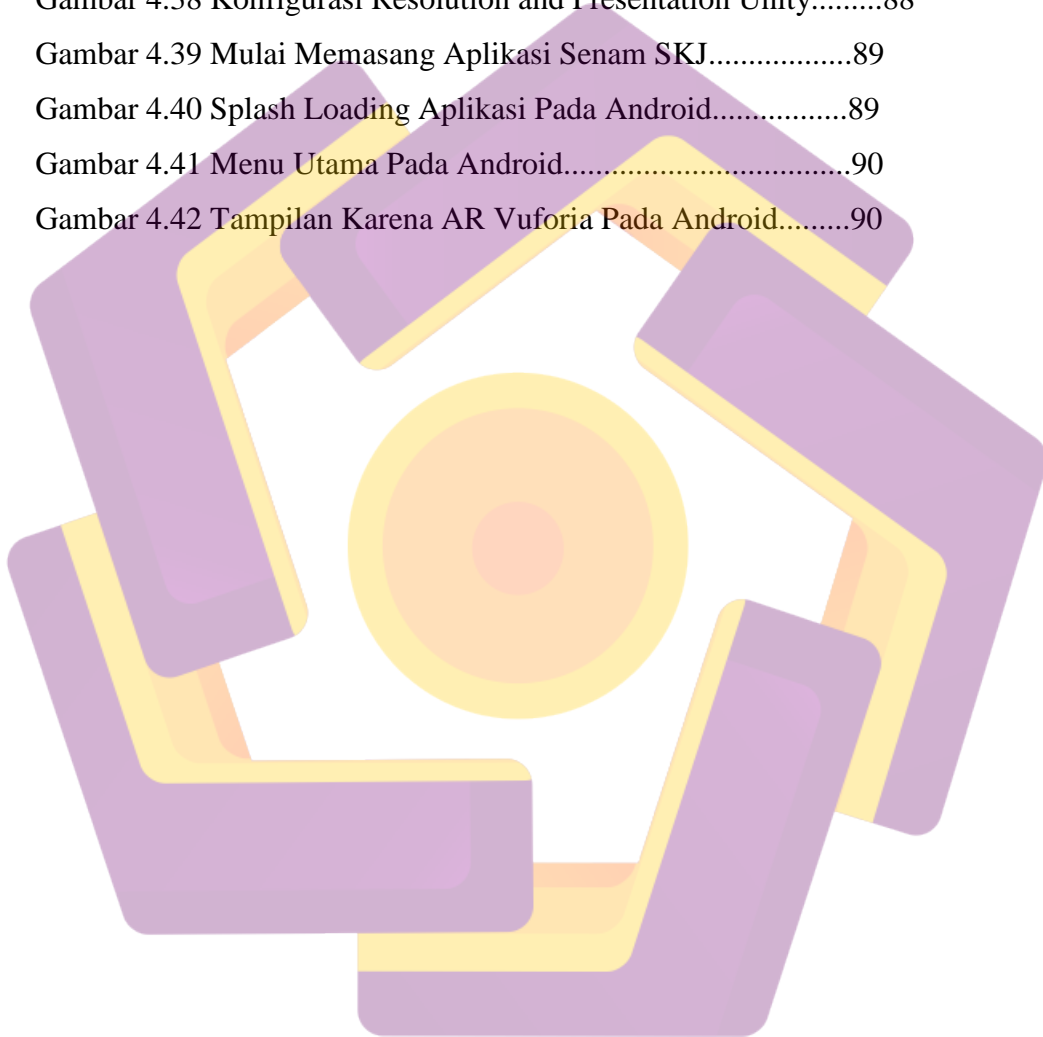 Gambar 4.38 Konfigurasi Resolution and Presentation Unity.........88
Gambar 4.39 Mulai Memasang Aplikasi Senam SKJ..................89
Gambar 4.40 Splash Loading Aplikasi Pada Android.................89
Gambar 4.41 Menu Utama Pada Android....................................90
Gambar 4.42 Tampilan Karena AR Vuforia Pada Android.........90